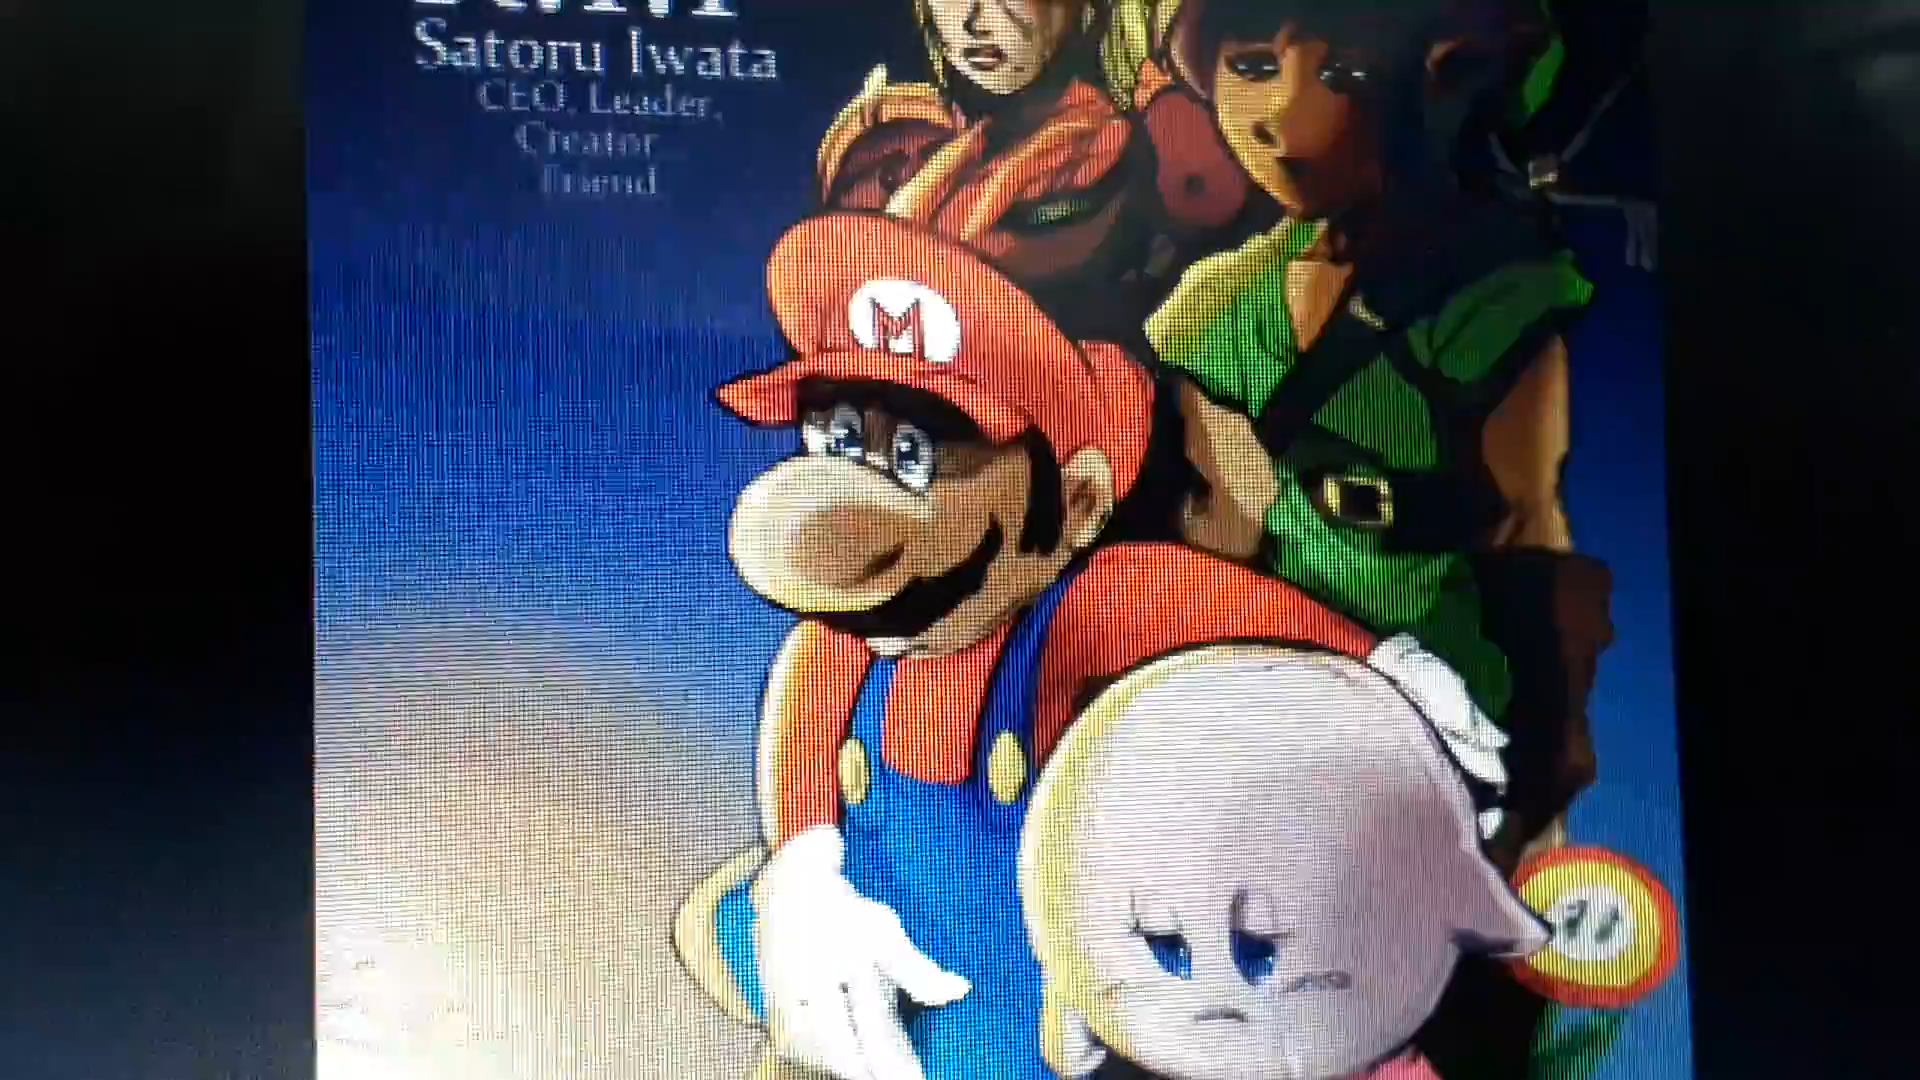 Satoru Iwata
CEO, Leader,
Creator
Friend
M